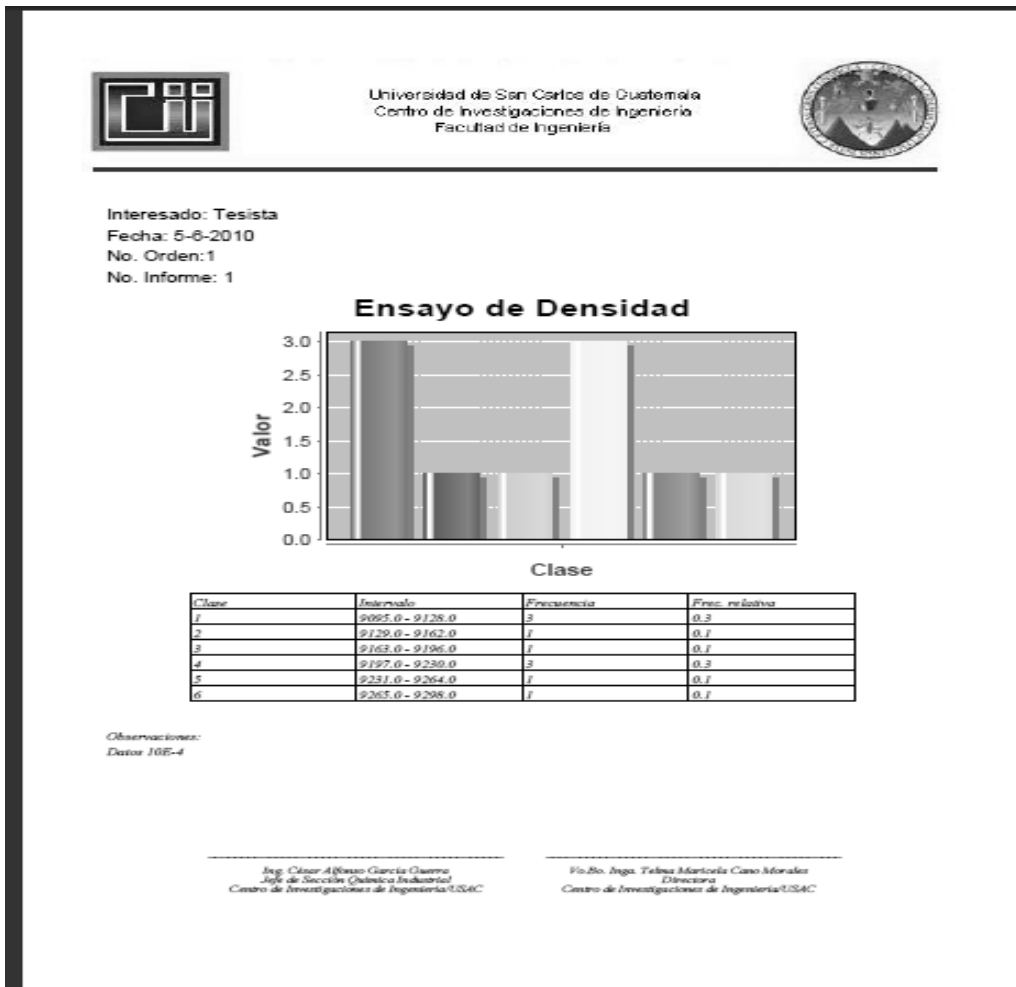 Cii
Universidad de San Carlos de Guatemala
Centro de Investigaciones de Ingeniería
Facultad de Ingeniería
Interesado: Tesista
Fecha: 5-6-2010
No. Orden:1
No. Informe: 1
Ensayo de Densidad
3.0
2.5
2.0
1.5
1.0
0.5
0.0
Valor
Clase
Clase Intervalo Frecuencia Frec. relativa
1 9095.0 - 9128.0 3 0.3
2 9129.0 - 9162.0 1 0.1
3 9163.0 - 9196.0 1 0.1
4 9197.0 - 9230.0 3 0.3
5 9231.0 - 9264.0 1 0.1
6 9265.0 - 9298.0 1 0.1
Observaciones:
Datos 10E-4
Ing. César Alfonso García Guerra
Jefe de Sección Química Industrial
Centro de Investigaciones de Ingeniería/USAC
Vo.Bo. Inga. Telma Maricela Cano Morales
Directora
Centro de Investigaciones de Ingeniería/USAC